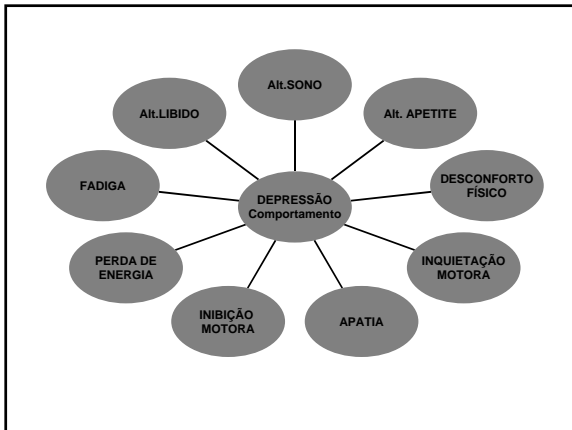 Alt.SONO
Alt.LIBIDO
Alt. APETITE
FADIGA
DEPRESSÃO
Comportamento
DESCONFORTO
FÍSICO
PERDA DE
ENERGIA
INQUIETAÇÃO
MOTORA
INIBIÇÃO
MOTORA
APATIA